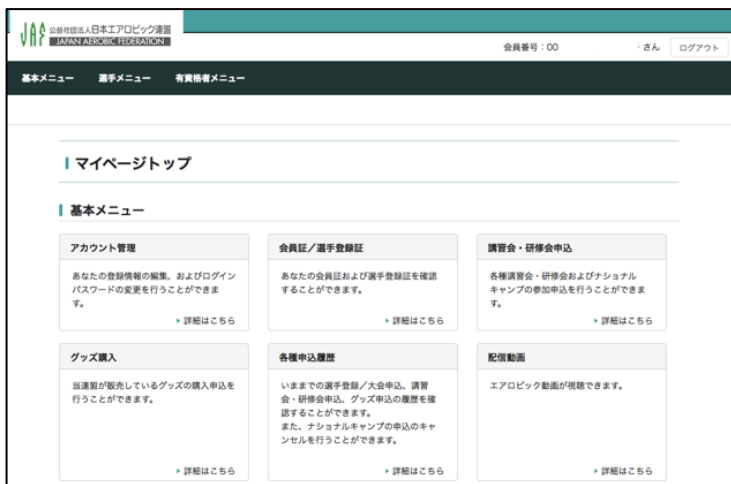 JAF 公益社団法人日本エアロビック連盟
JAPAN AEROBIC FEDERATION
会員番号：00 さん ログアウト
基本メニュー 選手メニュー 有資格者メニュー
マイページトップ
基本メニュー
アカウント管理
あなたの登録情報の編集、およびログイン
パスワードの変更を行うことができま
す。
詳細はこちら
会員証／選手登録証
あなたの会員証および選手登録証を確認
することができます。
詳細はこちら
講習会・研修会申込
各種講習会・研修会およびナショナル
キャンプの参加申込を行うことができま
す。
詳細はこちら
グッズ購入
当連盟が販売しているグッズの購入申込を
行うことができます。
詳細はこちら
各種申込履歴
いままでの選手登録／大会申込、講習
会・研修会申込、グッズ申込の履歴を確
認することができます。
また、ナショナルキャンプの申込のキャ
ンセルを行うことができます。
詳細はこちら
配信動画
エアロビック動画が視聴できます。
詳細はこちら